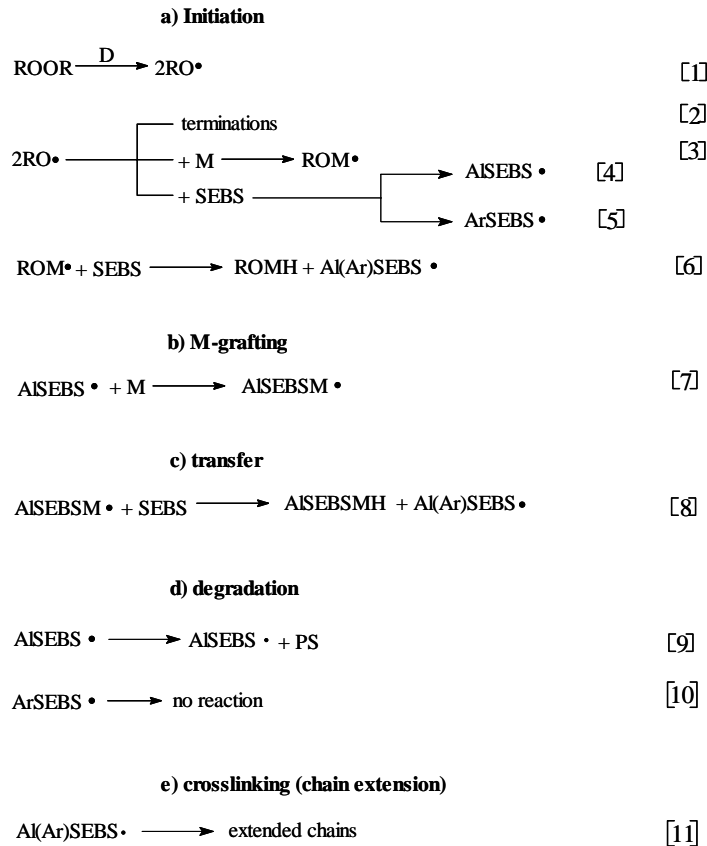 a) Initiation
D
ROOR 2RO• [1]
terminations [2]
2RO• + M ROM• [3]
+ SEBS AlSEBS • [4]
ArSEBS • [5]
ROM• + SEBS ROMH + Al(Ar)SEBS • [6]
b) M-grafting
AlSEBS • + M AlSEBSM • [7]
c) transfer
AlSEBSM • + SEBS AlSEBSMH + Al(Ar)SEBS • [8]
d) degradation
AlSEBS • AlSEBS · + PS [9]
ArSEBS • no reaction [10]
e) crosslinking (chain extension)
Al(Ar)SEBS· extended chains [11]